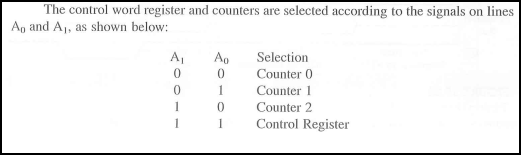 The control word register and counters are selected according to the signals on lines
A₀ and A₁, as shown below:
A₁ A₀ Selection
0 0 Counter 0
0 1 Counter 1
1 0 Counter 2
1 1 Control Register